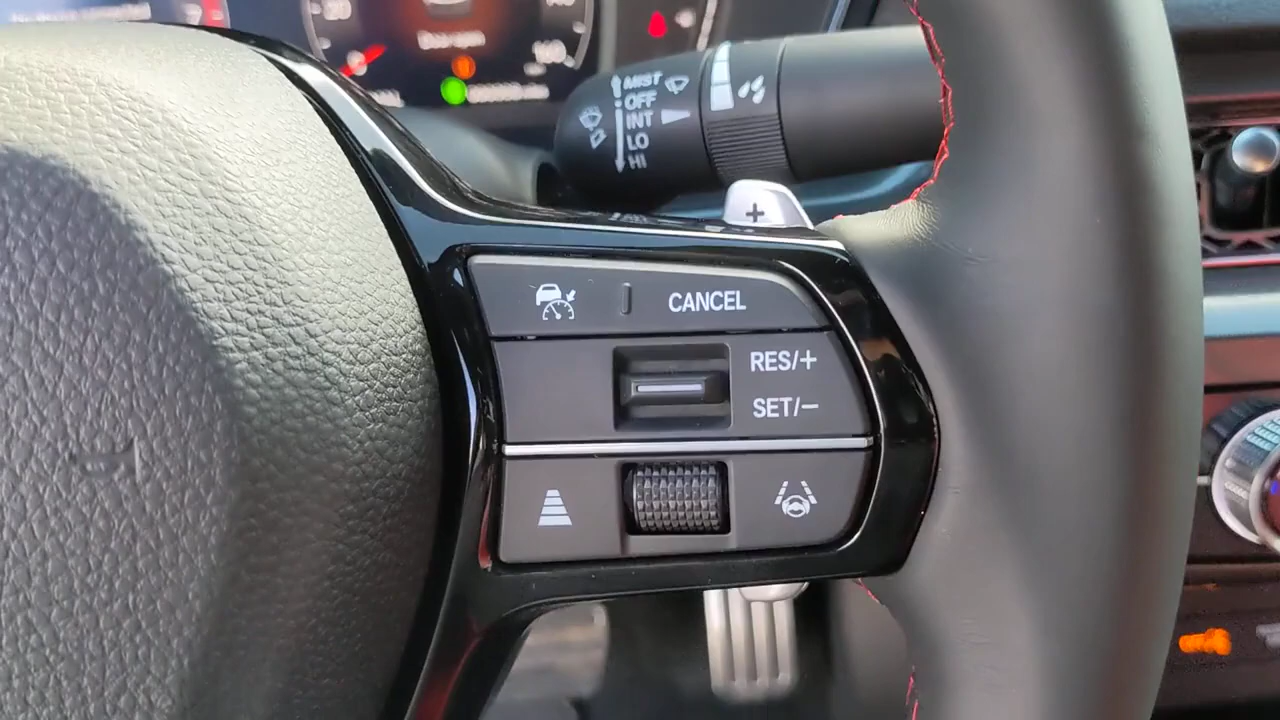 MIST
OFF
INT
LO
HI
+
CANCEL
RES/+
SET/−